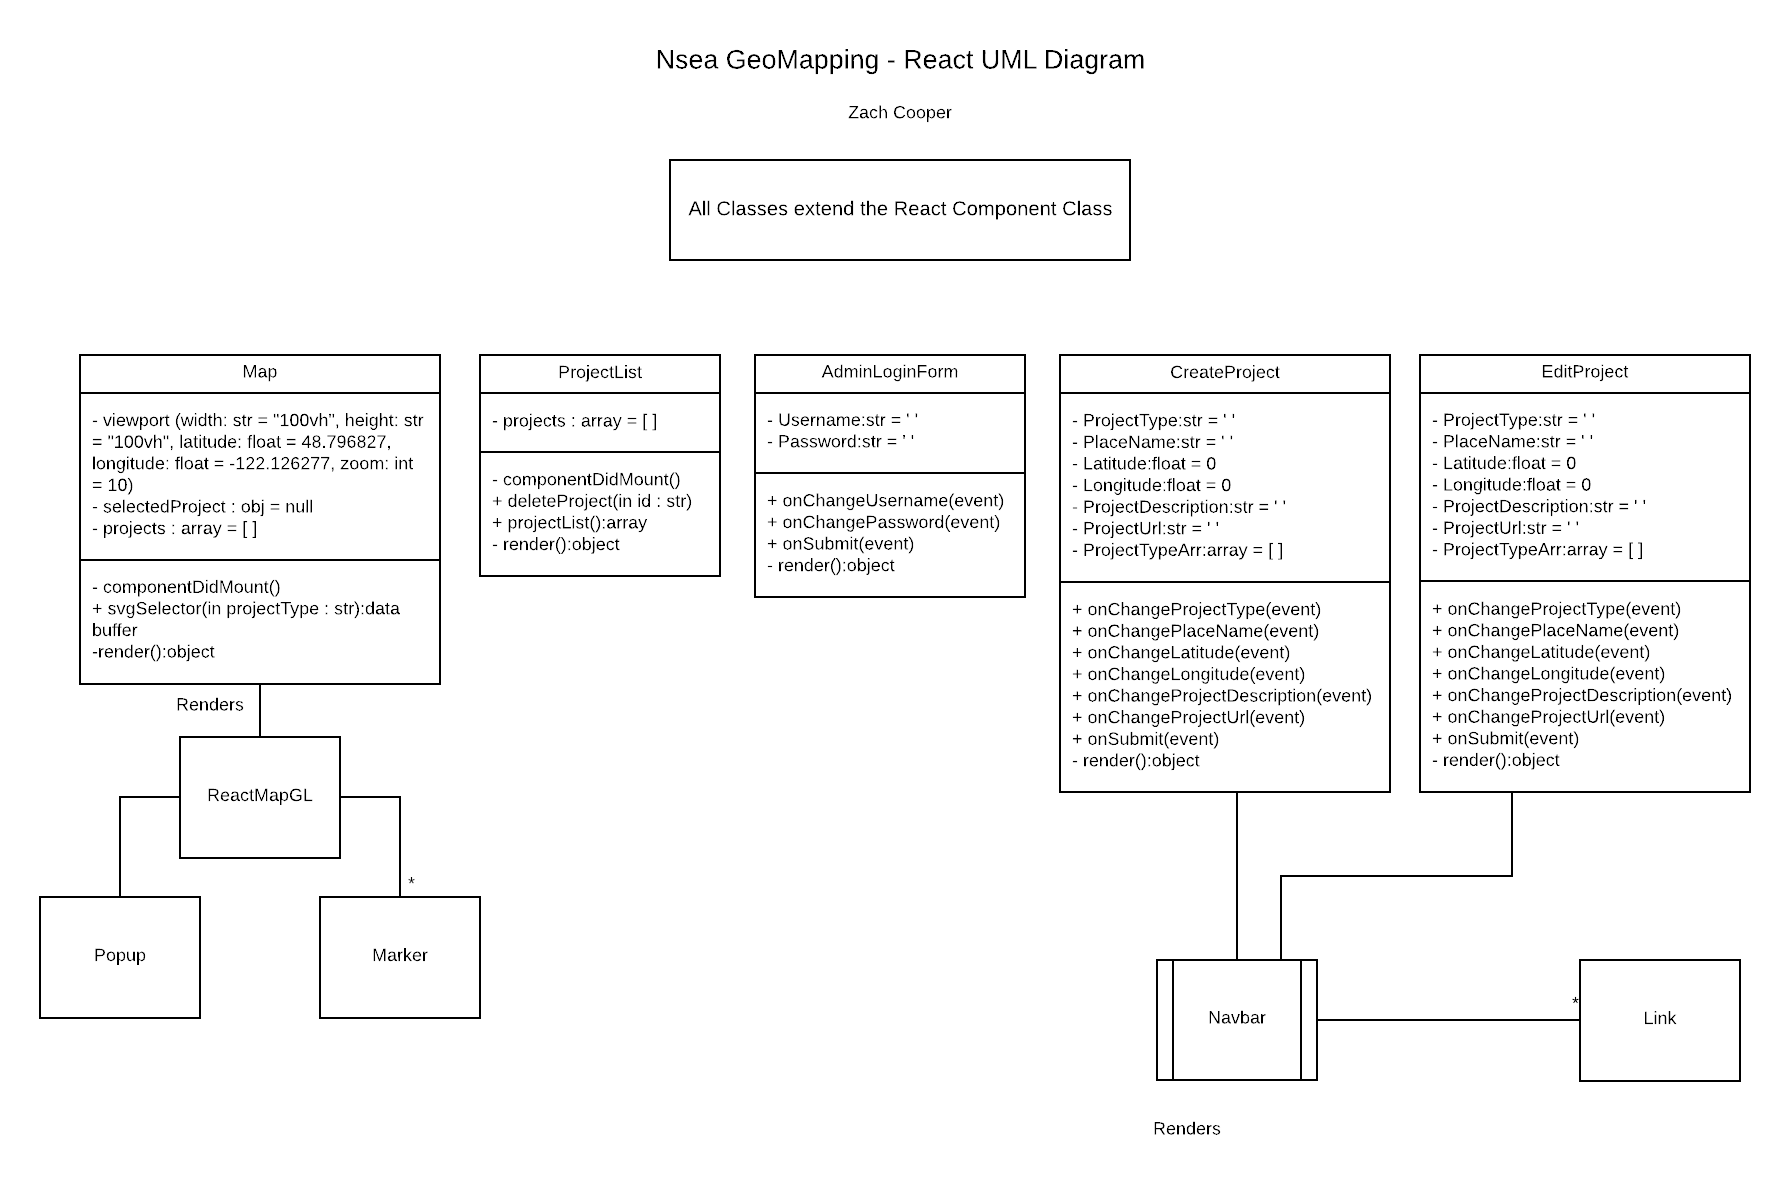 Nsea GeoMapping - React UML Diagram
Zach Cooper
All Classes extend the React Component Class
Map
- viewport (width: str = "100vh", height: str
= "100vh", latitude: float = 48.796827,
longitude: float = -122.126277, zoom: int
= 10)
- selectedProject : obj = null
- projects : array = [ ]
- componentDidMount()
+ svgSelector(in projectType : str):data
buffer
-render():object
ProjectList
- projects : array = [ ]
- componentDidMount()
+ deleteProject(in id : str)
+ projectList():array
- render():object
AdminLoginForm
- Username:str = ' '
- Password:str = ' '
+ onChangeUsername(event)
+ onChangePassword(event)
+ onSubmit(event)
- render():object
CreateProject
- ProjectType:str = ' '
- PlaceName:str = ' '
- Latitude:float = 0
- Longitude:float = 0
- ProjectDescription:str = ' '
- ProjectUrl:str = ' '
- ProjectTypeArr:array = [ ]
+ onChangeProjectType(event)
+ onChangePlaceName(event)
+ onChangeLatitude(event)
+ onChangeLongitude(event)
+ onChangeProjectDescription(event)
+ onChangeProjectUrl(event)
+ onSubmit(event)
- render():object
EditProject
- ProjectType:str = ' '
- PlaceName:str = ' '
- Latitude:float = 0
- Longitude:float = 0
- ProjectDescription:str = ' '
- ProjectUrl:str = ' '
- ProjectTypeArr:array = [ ]
+ onChangeProjectType(event)
+ onChangePlaceName(event)
+ onChangeLatitude(event)
+ onChangeLongitude(event)
+ onChangeProjectDescription(event)
+ onChangeProjectUrl(event)
+ onSubmit(event)
- render():object
Renders
ReactMapGL
*
Popup
Marker
Navbar
*
Link
Renders